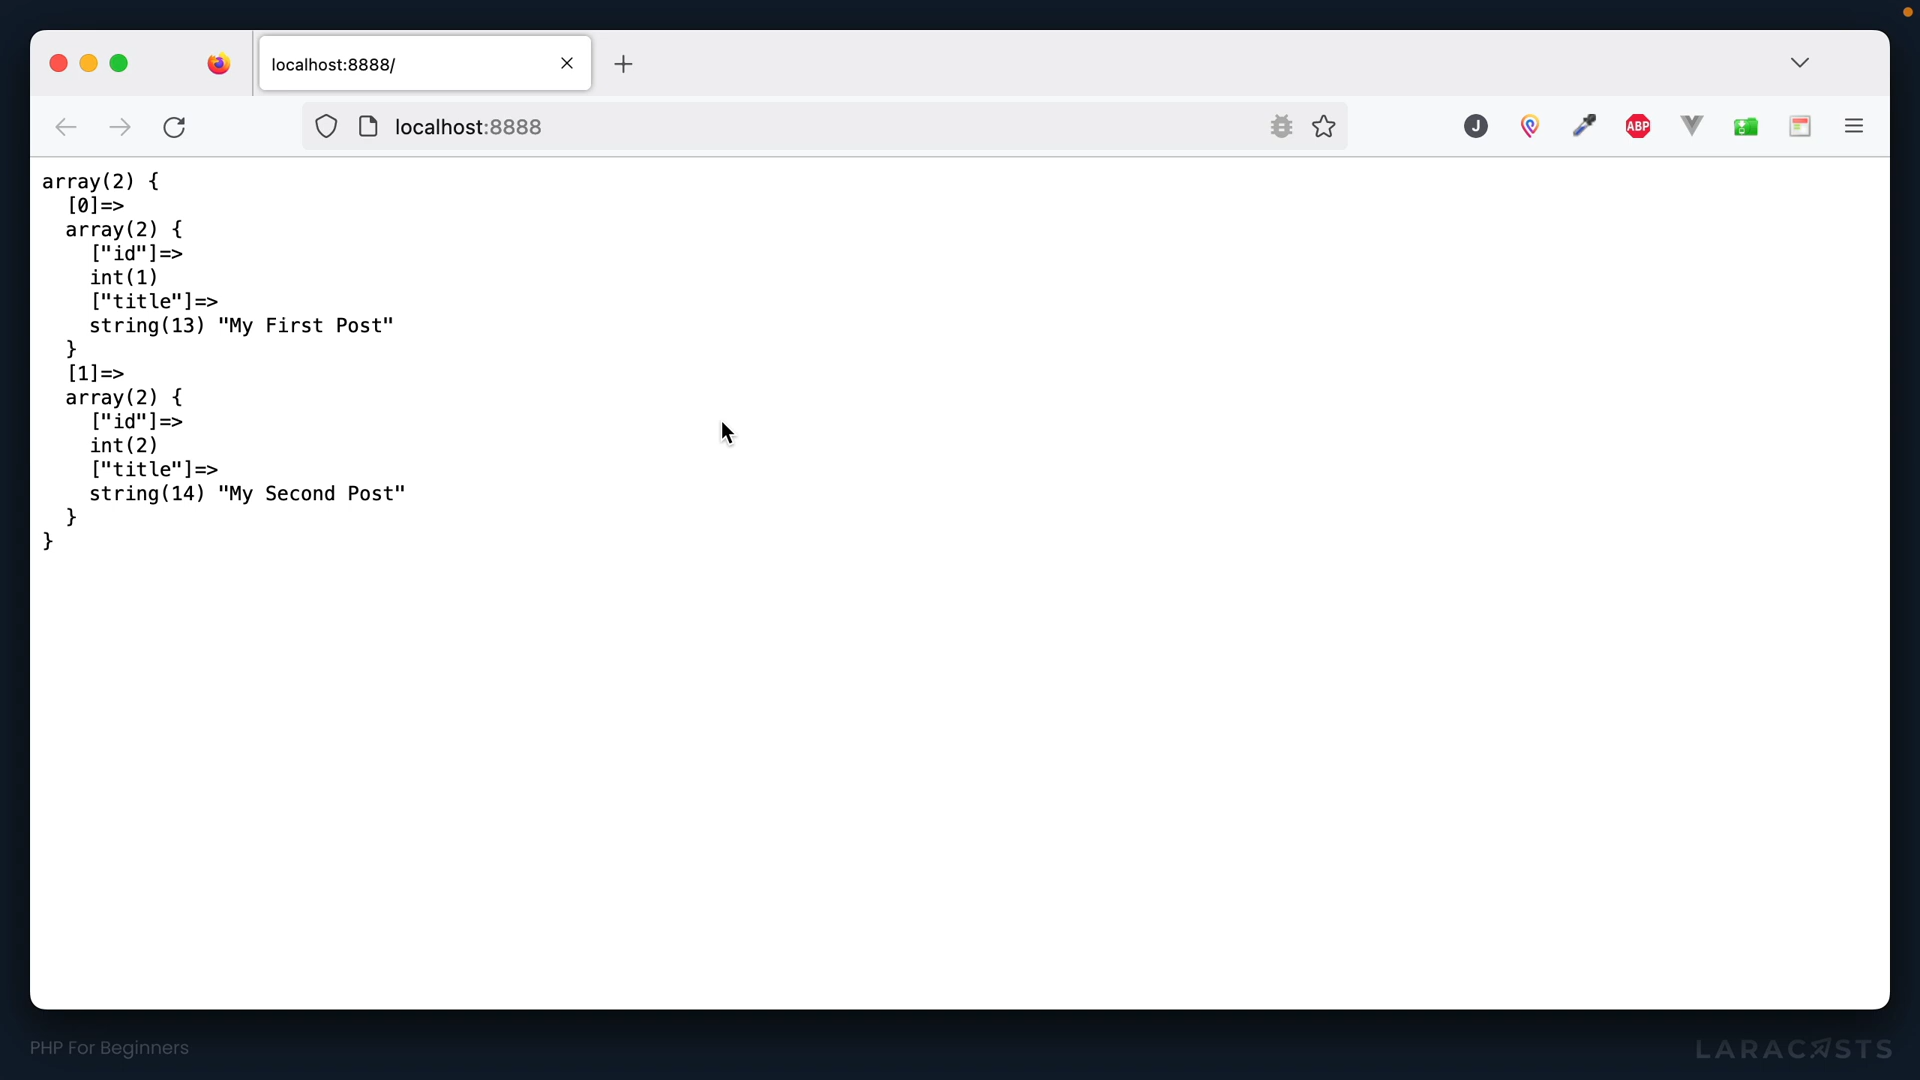 localhost:8888/
localhost:8888
J
ABP
array(2) {
  [0]=>
  array(2) {
    ["id"]=>
    int(1)
    ["title"]=>
    string(13) "My First Post"
  }
  [1]=>
  array(2) {
    ["id"]=>
    int(2)
    ["title"]=>
    string(14) "My Second Post"
  }
}
PHP For Beginners
LARACASTS